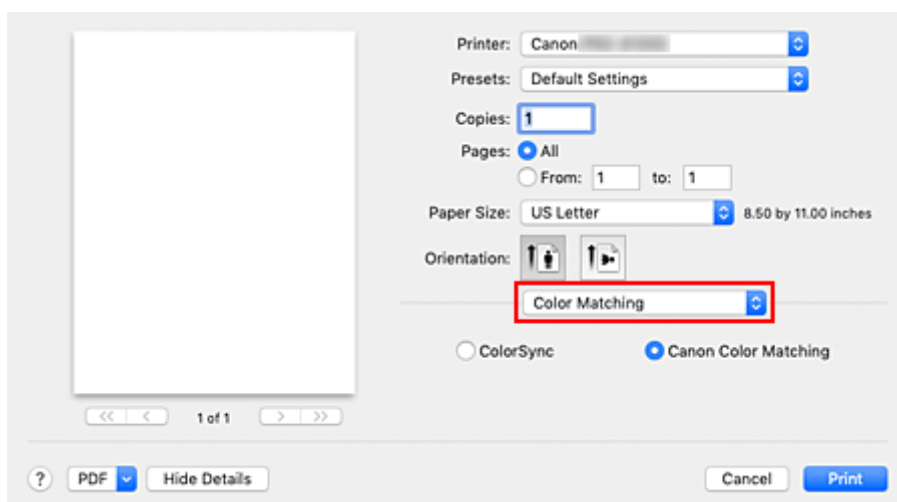 Printer: Canon
Presets: Default Settings
Copies: 1
Pages: All
From: 1 to: 1
Paper Size: US Letter 8.50 by 11.00 inches
Orientation:
Color Matching
ColorSync Canon Color Matching
<< < 1 of 1 > >>
? PDF Hide Details Cancel Print